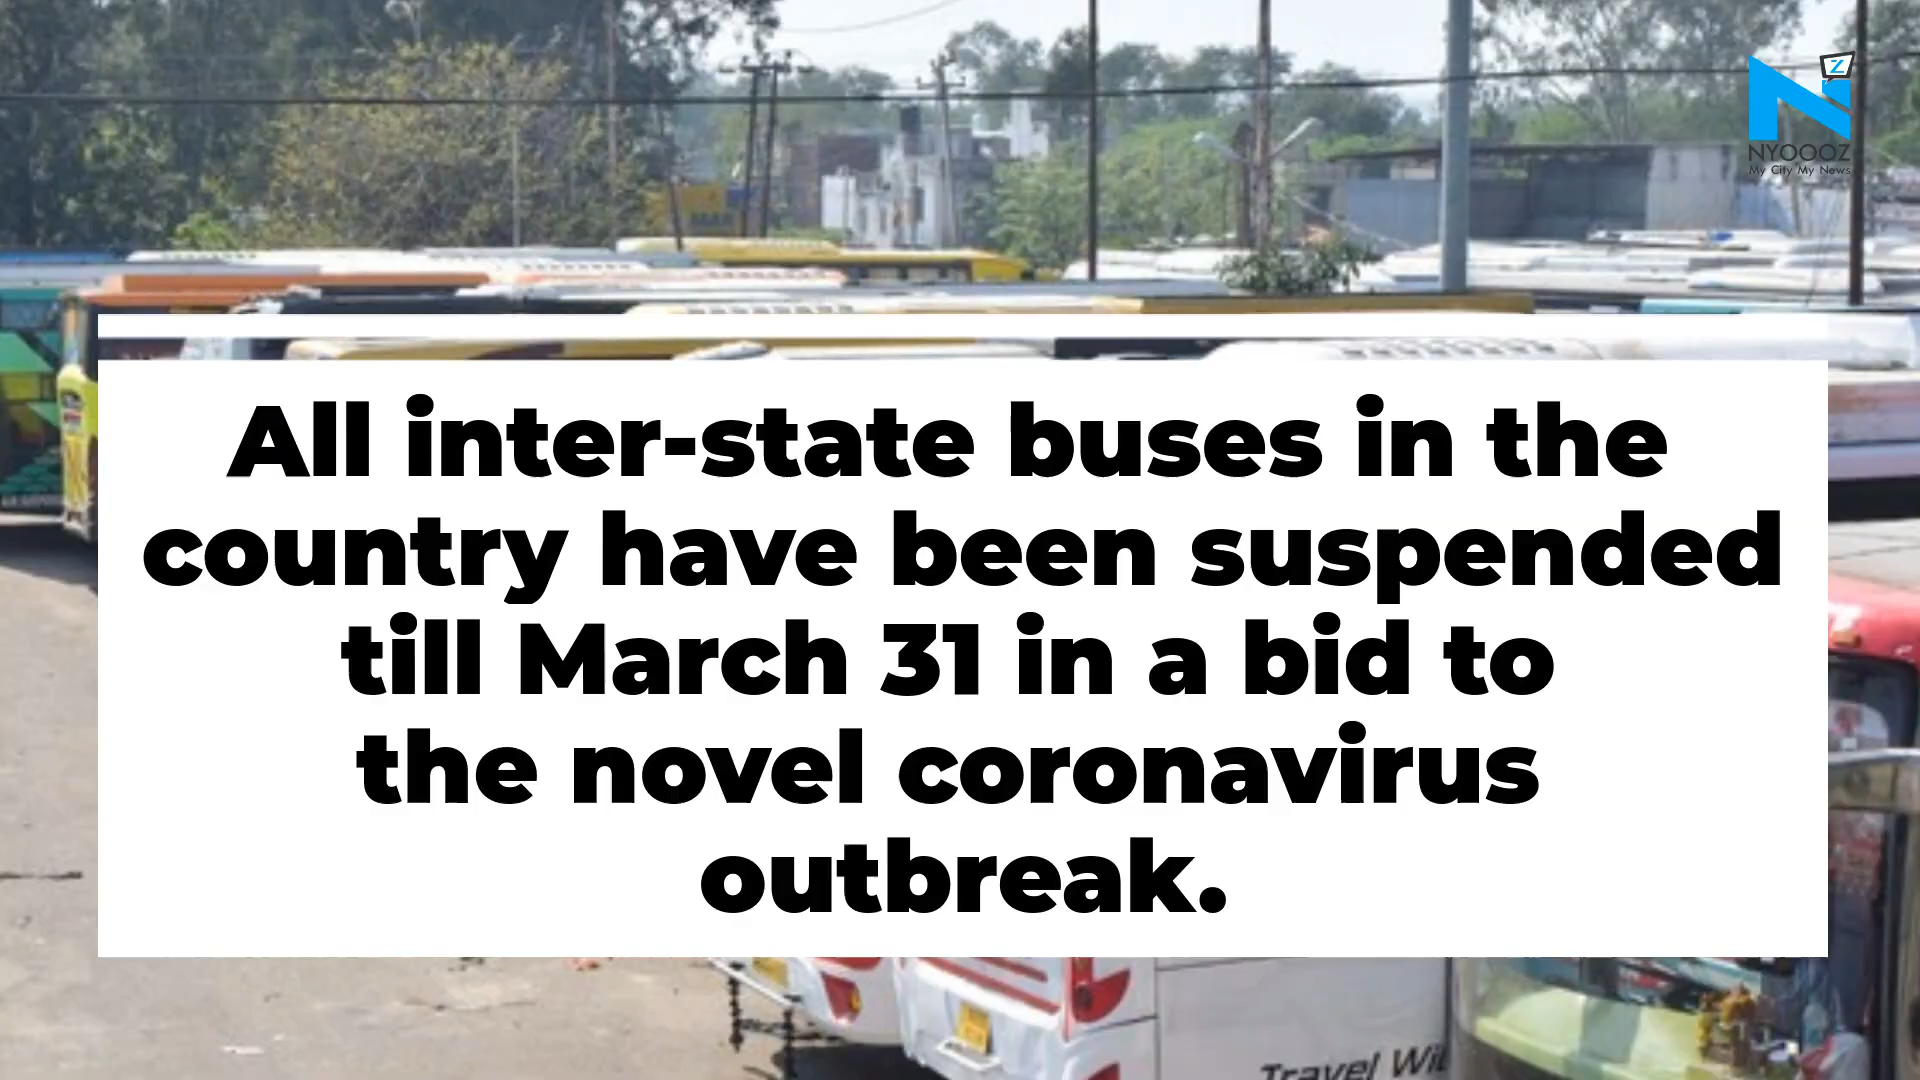 Z
NYOOOZ
My City My News
All inter-state buses in the
country have been suspended
till March 31 in a bid to
the novel coronavirus
outbreak.
Travel